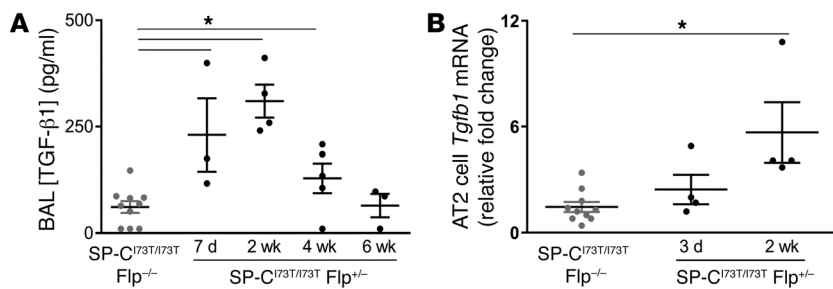 A
BAL [TGF-β1] (pg/ml)
500
250
0
*
SP-C^I73T/I73T
Flp^−/−
7 d 2 wk 4 wk 6 wk
SP-C^I73T/I73T Flp^+/−
B
AT2 cell Tgfb1 mRNA
(relative fold change)
12
6
0
*
SP-C^I73T/I73T
Flp^−/−
3 d 2 wk
SP-C^I73T/I73T Flp^+/−